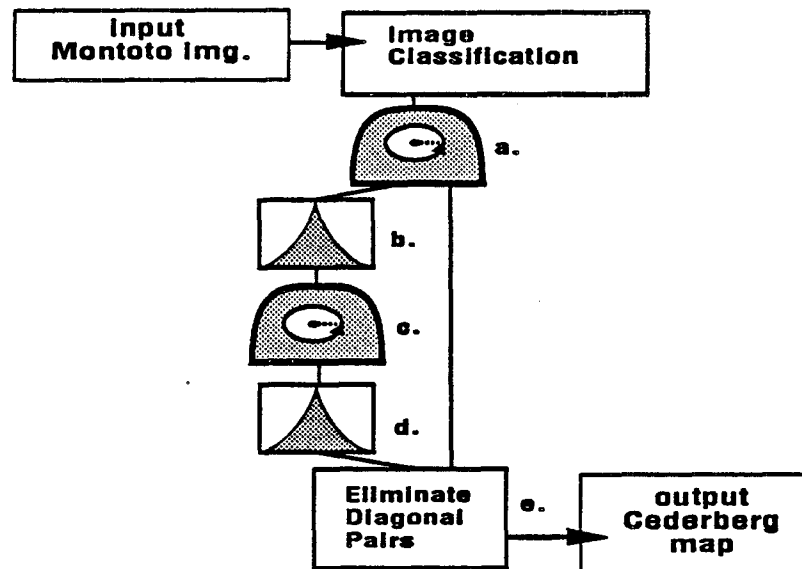 Input
Montoto Img.
Image
Classification
a.
b.
c.
d.
Eliminate
Diagonal
Pairs
e.
output
Cederberg
map